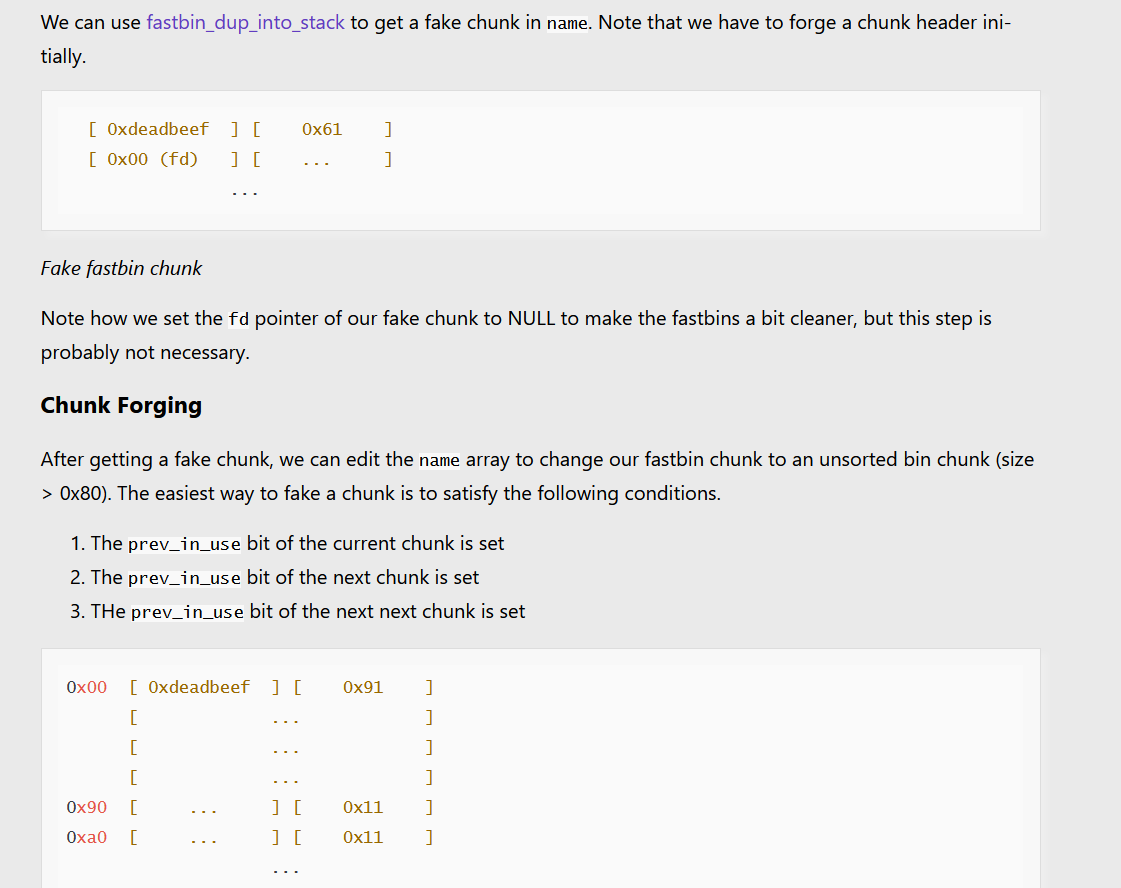 We can use fastbin_dup_into_stack to get a fake chunk in name. Note that we have to forge a chunk header ini-
tially.
[ 0xdeadbeef  ] [    0x61    ]
[ 0x00 (fd)   ] [    ...     ]
...
Fake fastbin chunk
Note how we set the fd pointer of our fake chunk to NULL to make the fastbins a bit cleaner, but this step is
probably not necessary.
Chunk Forging
After getting a fake chunk, we can edit the name array to change our fastbin chunk to an unsorted bin chunk (size
> 0x80). The easiest way to fake a chunk is to satisfy the following conditions.
1. The prev_in_use bit of the current chunk is set
2. The prev_in_use bit of the next chunk is set
3. THe prev_in_use bit of the next next chunk is set
0x00  [ 0xdeadbeef  ] [    0x91    ]
[             ...            ]
[             ...            ]
[             ...            ]
0x90  [     ...     ] [    0x11    ]
0xa0  [     ...     ] [    0x11    ]
...